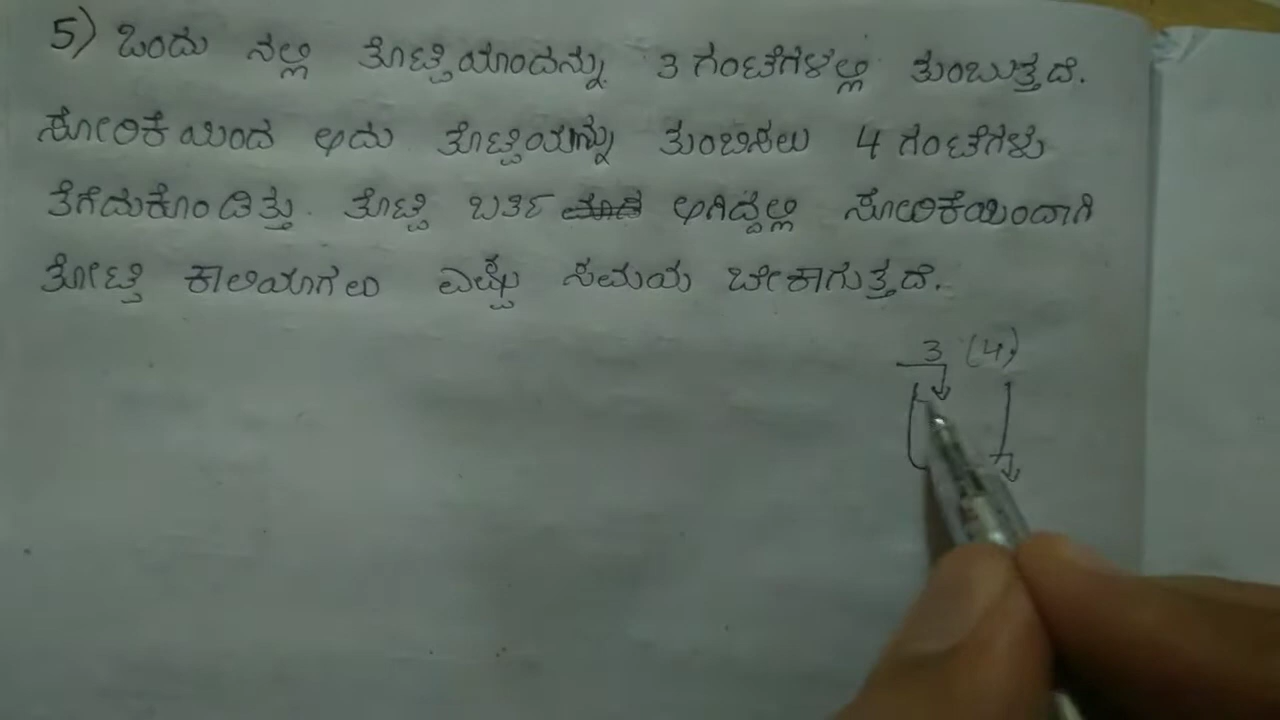 5) ಒಂದು ನಲ್ಲಿ ತೊಟ್ಟಿಯೊಂದನ್ನು 3 ಗಂಟೆಗಳಲ್ಲಿ ತುಂಬುತ್ತದೆ.
ಸೋರಿಕೆಯಿಂದ ಅದು ತೊಟ್ಟಿಯನ್ನು ತುಂಬಿಸಲು 4 ಗಂಟೆಗಳು
ತೆಗೆದುಕೊಂಡಿತ್ತು. ತೊಟ್ಟಿ ಬರ್ತಿ ಆಗಿದ್ದಲ್ಲಿ ಸೋರಿಕೆಯಿಂದಾಗಿ
ತೋಟ್ಟಿ ಕಾಲಿಯಾಗಲು ಎಷ್ಟು ಸಮಯ ಬೇಕಾಗುತ್ತದೆ.
3 (4)